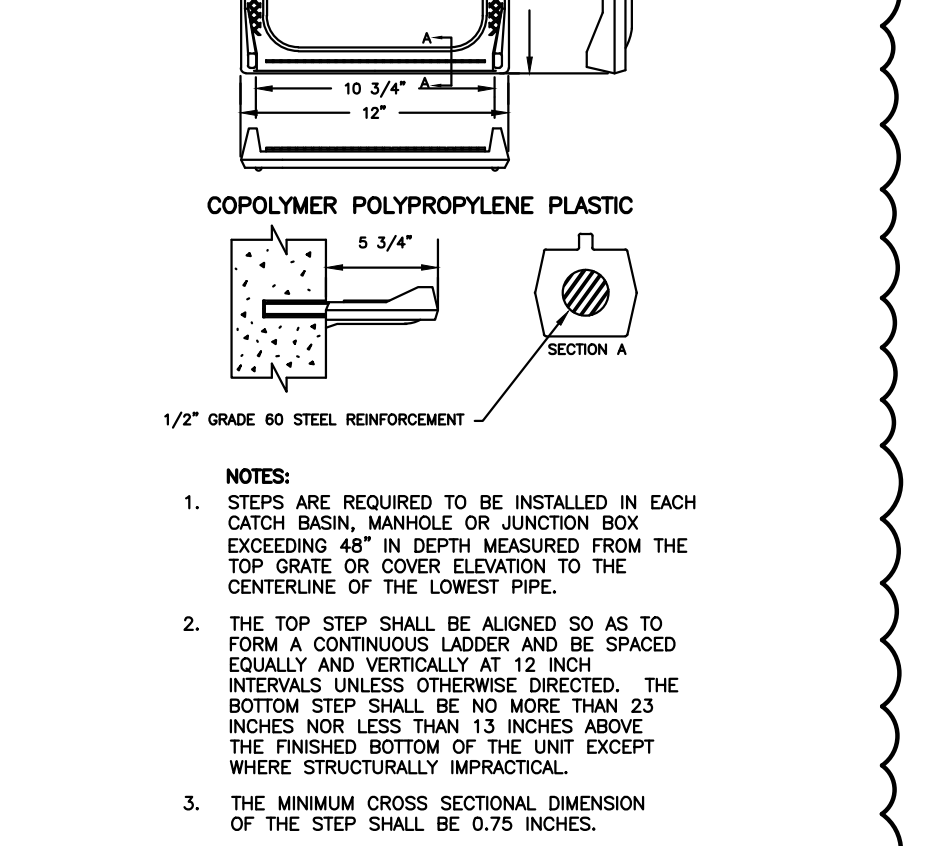 A
10 3/4" A
12"
COPOLYMER POLYPROPYLENE PLASTIC
5 3/4"
SECTION A
1/2" GRADE 60 STEEL REINFORCEMENT
NOTES:
1. STEPS ARE REQUIRED TO BE INSTALLED IN EACH
CATCH BASIN, MANHOLE OR JUNCTION BOX
EXCEEDING 48" IN DEPTH MEASURED FROM THE
TOP GRATE OR COVER ELEVATION TO THE
CENTERLINE OF THE LOWEST PIPE.
2. THE TOP STEP SHALL BE ALIGNED SO AS TO
FORM A CONTINUOUS LADDER AND BE SPACED
EQUALLY AND VERTICALLY AT 12 INCH
INTERVALS UNLESS OTHERWISE DIRECTED. THE
BOTTOM STEP SHALL BE NO MORE THAN 23
INCHES NOR LESS THAN 13 INCHES ABOVE
THE FINISHED BOTTOM OF THE UNIT EXCEPT
WHERE STRUCTURALLY IMPRACTICAL.
3. THE MINIMUM CROSS SECTIONAL DIMENSION
OF THE STEP SHALL BE 0.75 INCHES.